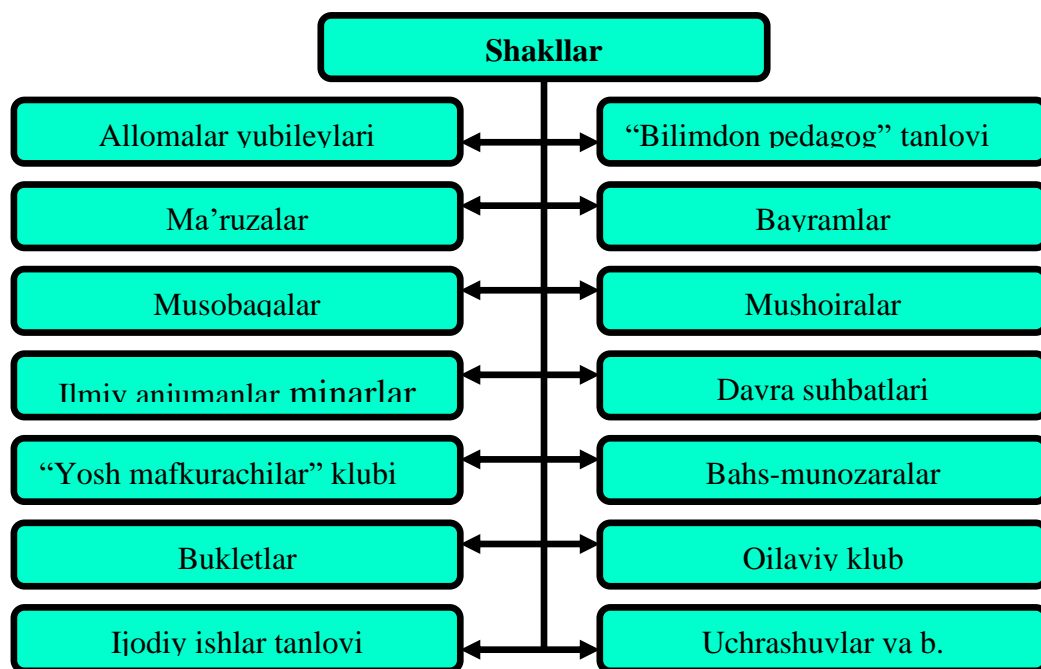 Shakllar
Allomalar yubileylari
“Bilimdon pedagog” tanlovi
Ma’ruzalar
Bayramlar
Musobaqalar
Mushoiralar
Ilmiy anjumanlar minarlar
Davra suhbatlari
“Yosh mafkurachilar” klubi
Bahs-munozaralar
Bukletlar
Oilaviy klub
Ijodiy ishlar tanlovi
Uchrashuvlar va b.